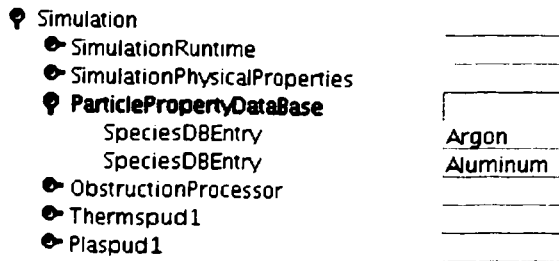 Simulation
SimulationRuntime
SimulationPhysicalProperties
ParticlePropertyDataBase
SpeciesDBEntry Argon
SpeciesDBEntry Aluminum
ObstructionProcessor
Thermspud1
Plaspud1